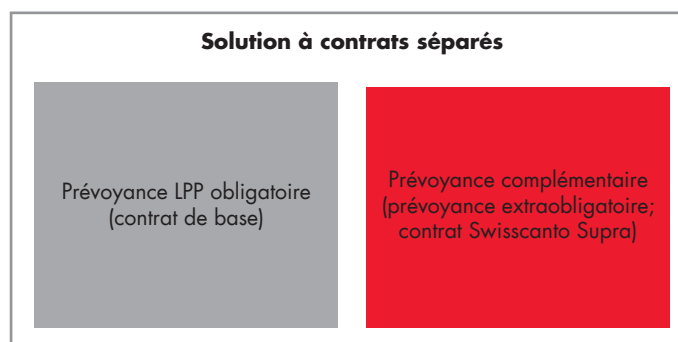 Solution à contrats séparés
Prévoyance LPP obligatoire
(contrat de base)
Prévoyance complémentaire
(prévoyance extraobligatoire;
contrat Swisscanto Supra)